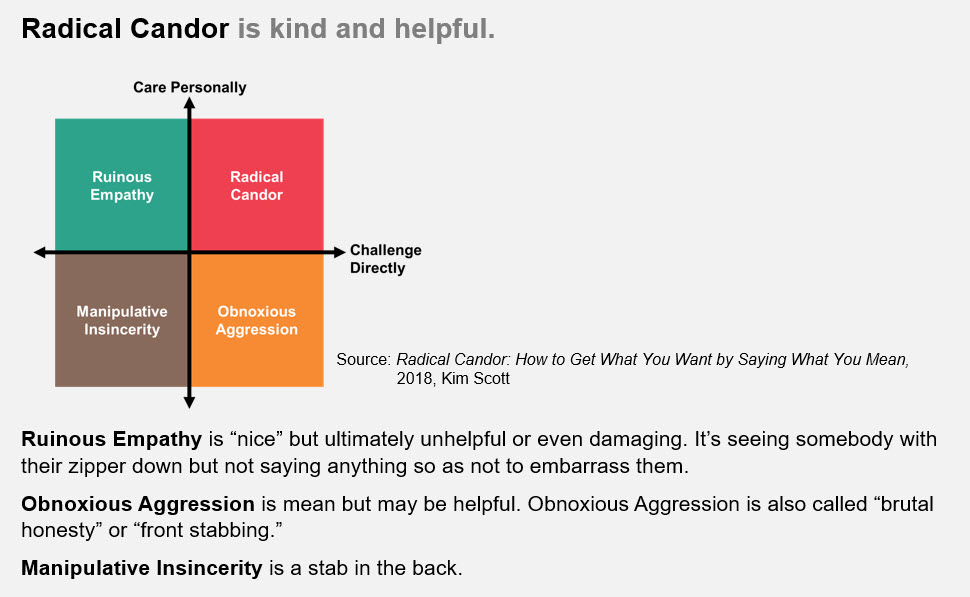 Radical Candor is kind and helpful.
Care Personally
Ruinous
Empathy
Radical
Candor
Challenge
Directly
Manipulative
Insincerity
Obnoxious
Aggression
Source: Radical Candor: How to Get What You Want by Saying What You Mean,
2018, Kim Scott
Ruinous Empathy is “nice” but ultimately unhelpful or even damaging. It’s seeing somebody with
their zipper down but not saying anything so as not to embarrass them.
Obnoxious Aggression is mean but may be helpful. Obnoxious Aggression is also called “brutal
honesty” or “front stabbing.”
Manipulative Insincerity is a stab in the back.